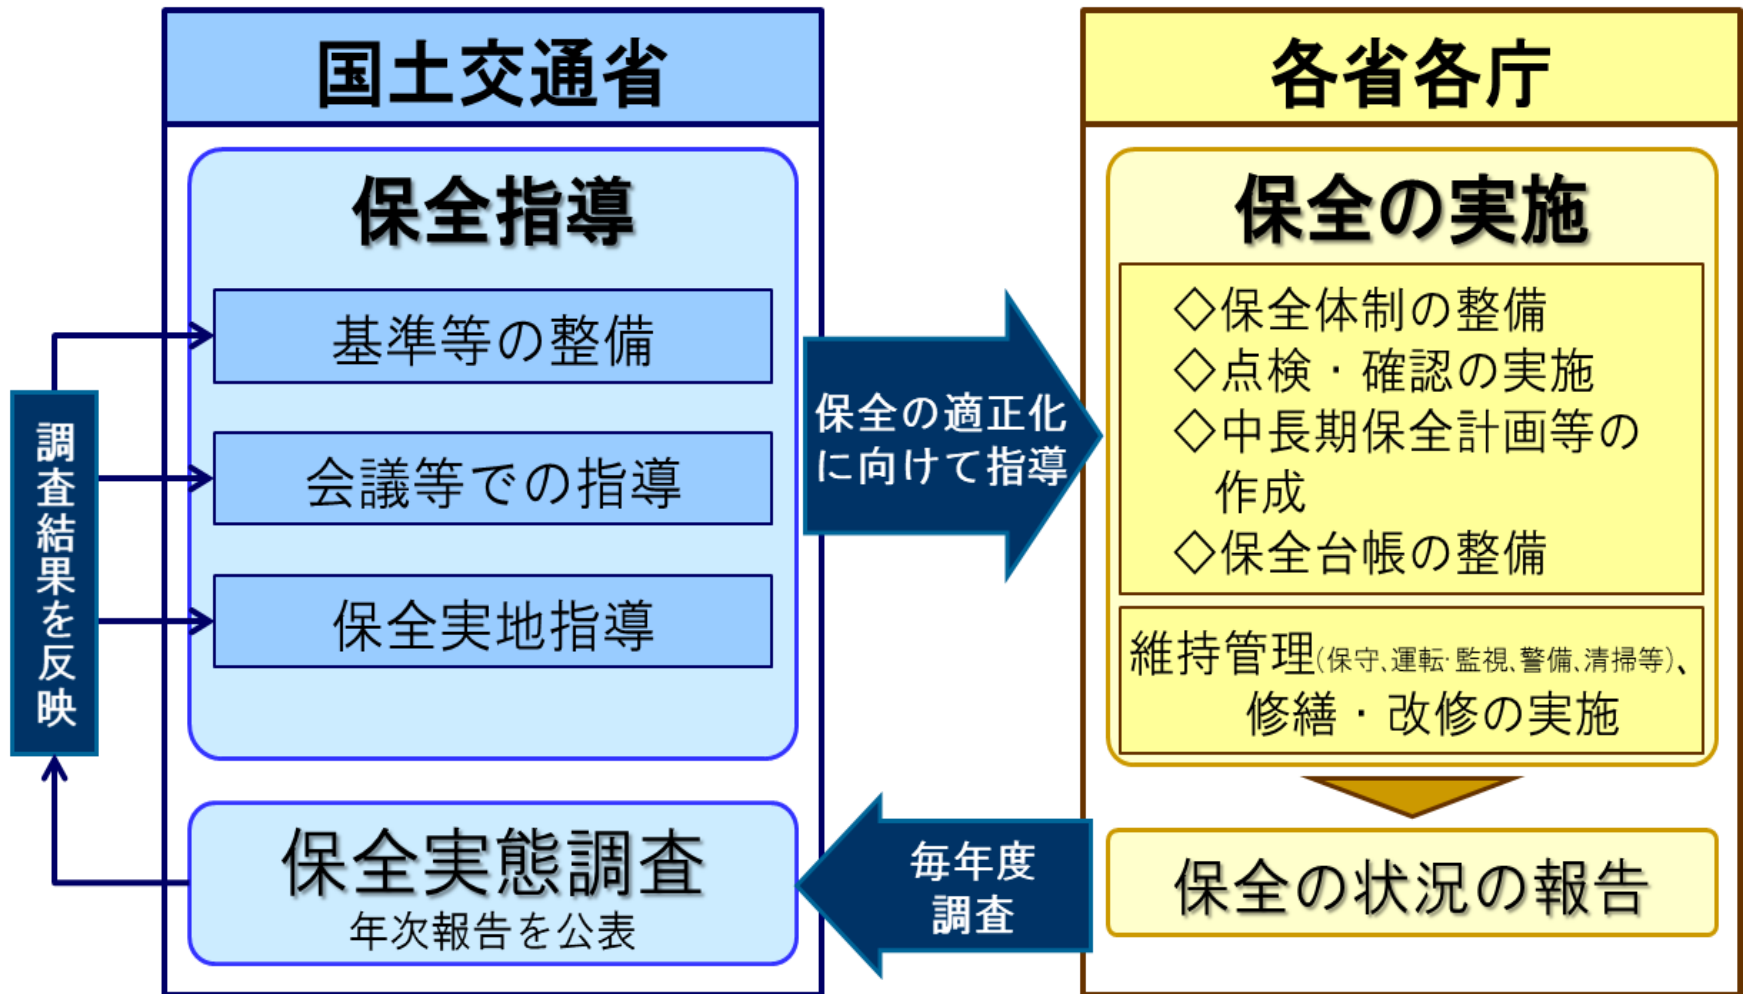 国土交通省
保全指導
基準等の整備
会議等での指導
保全実地指導
調査結果を反映
保全実態調査
年次報告を公表
保全の適正化
に向けて指導
毎年度
調査
各省各庁
保全の実施
◇保全体制の整備
◇点検・確認の実施
◇中長期保全計画等の
作成
◇保全台帳の整備
維持管理(保守、運転・監視、警備、清掃等)、
修繕・改修の実施
保全の状況の報告